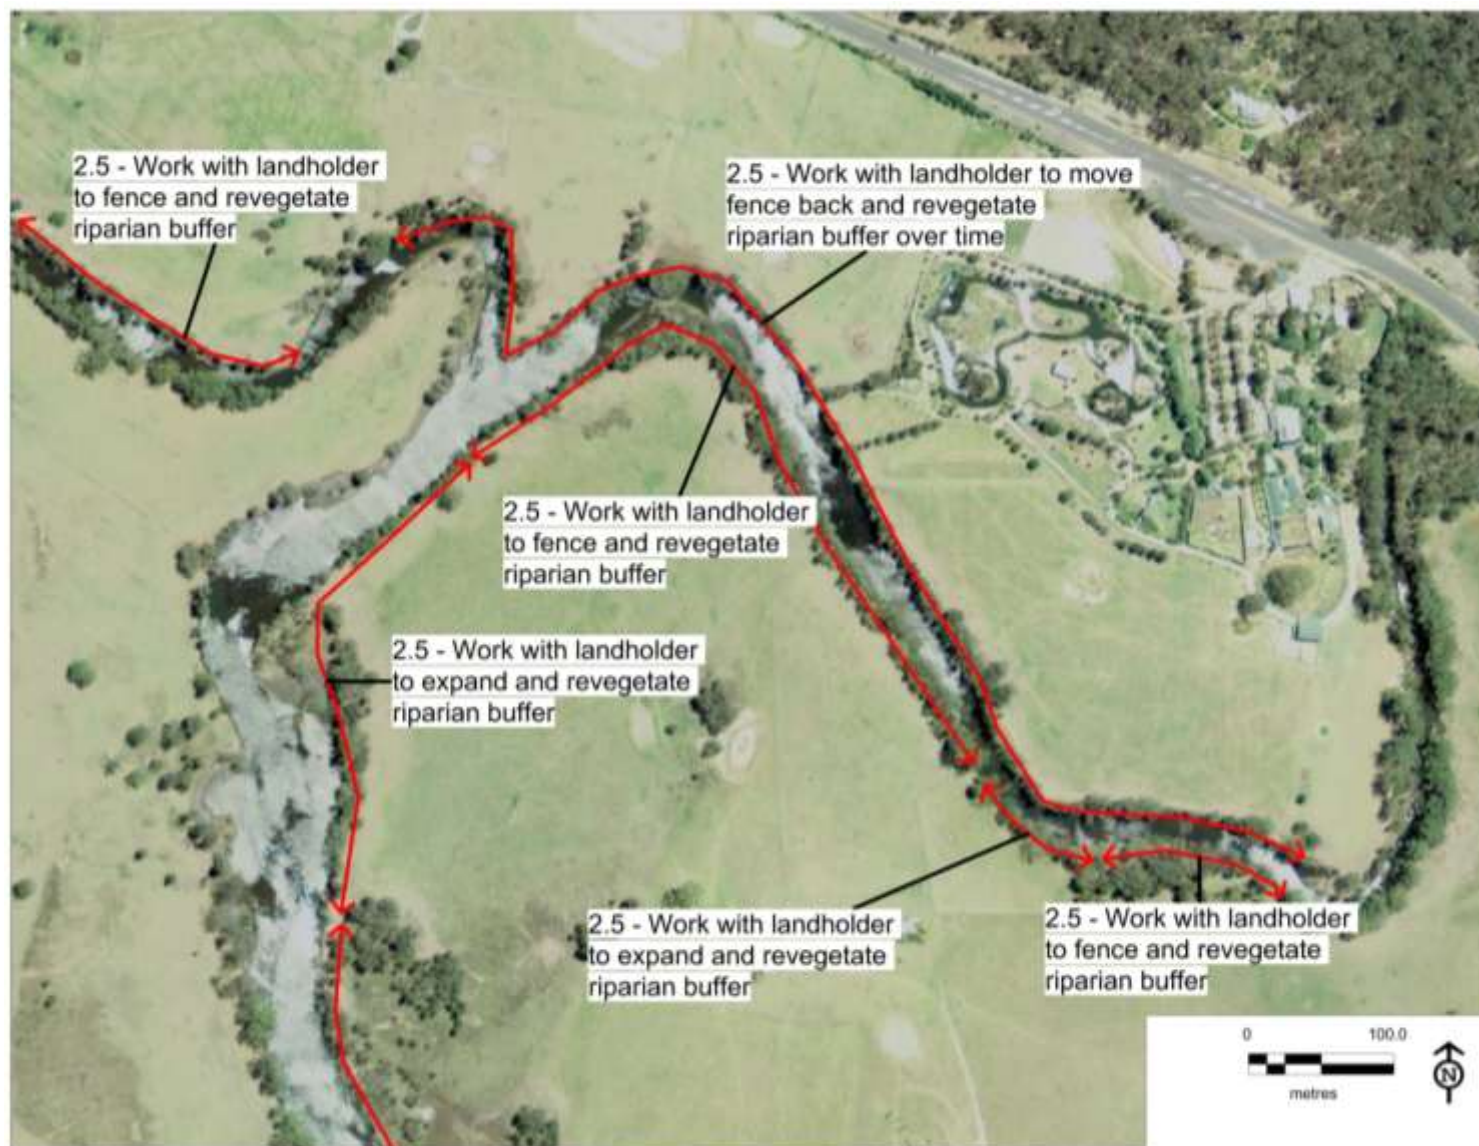 2.5 - Work with landholder
to fence and revegetate
riparian buffer
2.5 - Work with landholder to move
fence back and revegetate
riparian buffer over time
2.5 - Work with landholder
to fence and revegetate
riparian buffer
2.5 - Work with landholder
to expand and revegetate
riparian buffer
2.5 - Work with landholder
to expand and revegetate
riparian buffer
2.5 - Work with landholder
to fence and revegetate
riparian buffer
0 100.0
metres
N